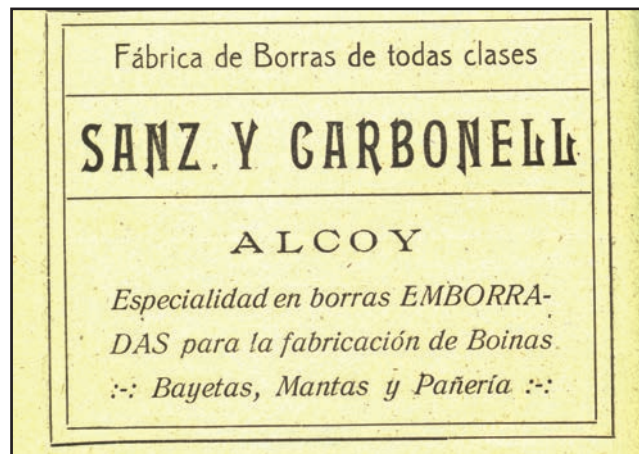 Fábrica de Borras de todas clases
SANZ Y CARBONELL
ALCOY
Especialidad en borras EMBORRA-
DAS para la fabricación de Boinas
:-: Bayetas, Mantas y Pañería :-: